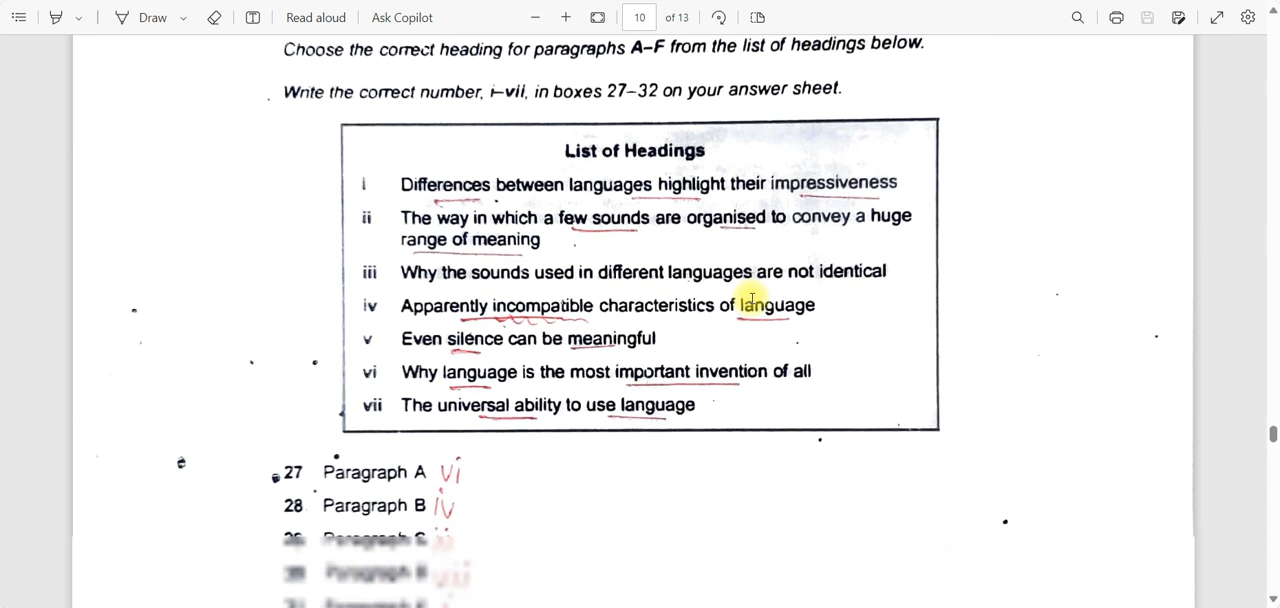 Draw
Read aloud
Ask Copilot
10 of 13
Choose the correct heading for paragraphs A–F from the list of headings below.
Write the correct number, i–vii, in boxes 27–32 on your answer sheet.
List of Headings
i Differences between languages highlight their impressiveness
ii The way in which a few sounds are organised to convey a huge
range of meaning
iii Why the sounds used in different languages are not identical
iv Apparently incompatible characteristics of language
v Even silence can be meaningful
vi Why language is the most important invention of all
vii The universal ability to use language
27 Paragraph A vi
28 Paragraph B iv